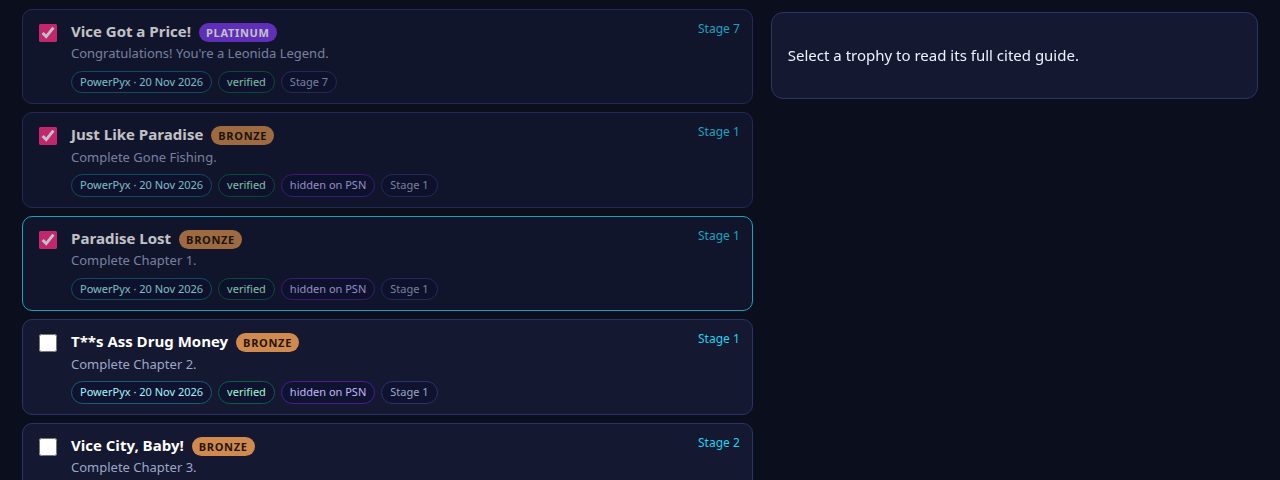 Vice Got a Price! PLATINUM Stage 7
Congratulations! You're a Leonida Legend.
PowerPyx · 20 Nov 2026 verified Stage 7
Select a trophy to read its full cited guide.
Just Like Paradise BRONZE Stage 1
Complete Gone Fishing.
PowerPyx · 20 Nov 2026 verified hidden on PSN Stage 1
Paradise Lost BRONZE Stage 1
Complete Chapter 1.
PowerPyx · 20 Nov 2026 verified hidden on PSN Stage 1
T**s Ass Drug Money BRONZE Stage 1
Complete Chapter 2.
PowerPyx · 20 Nov 2026 verified hidden on PSN Stage 1
Vice City, Baby! BRONZE Stage 2
Complete Chapter 3.